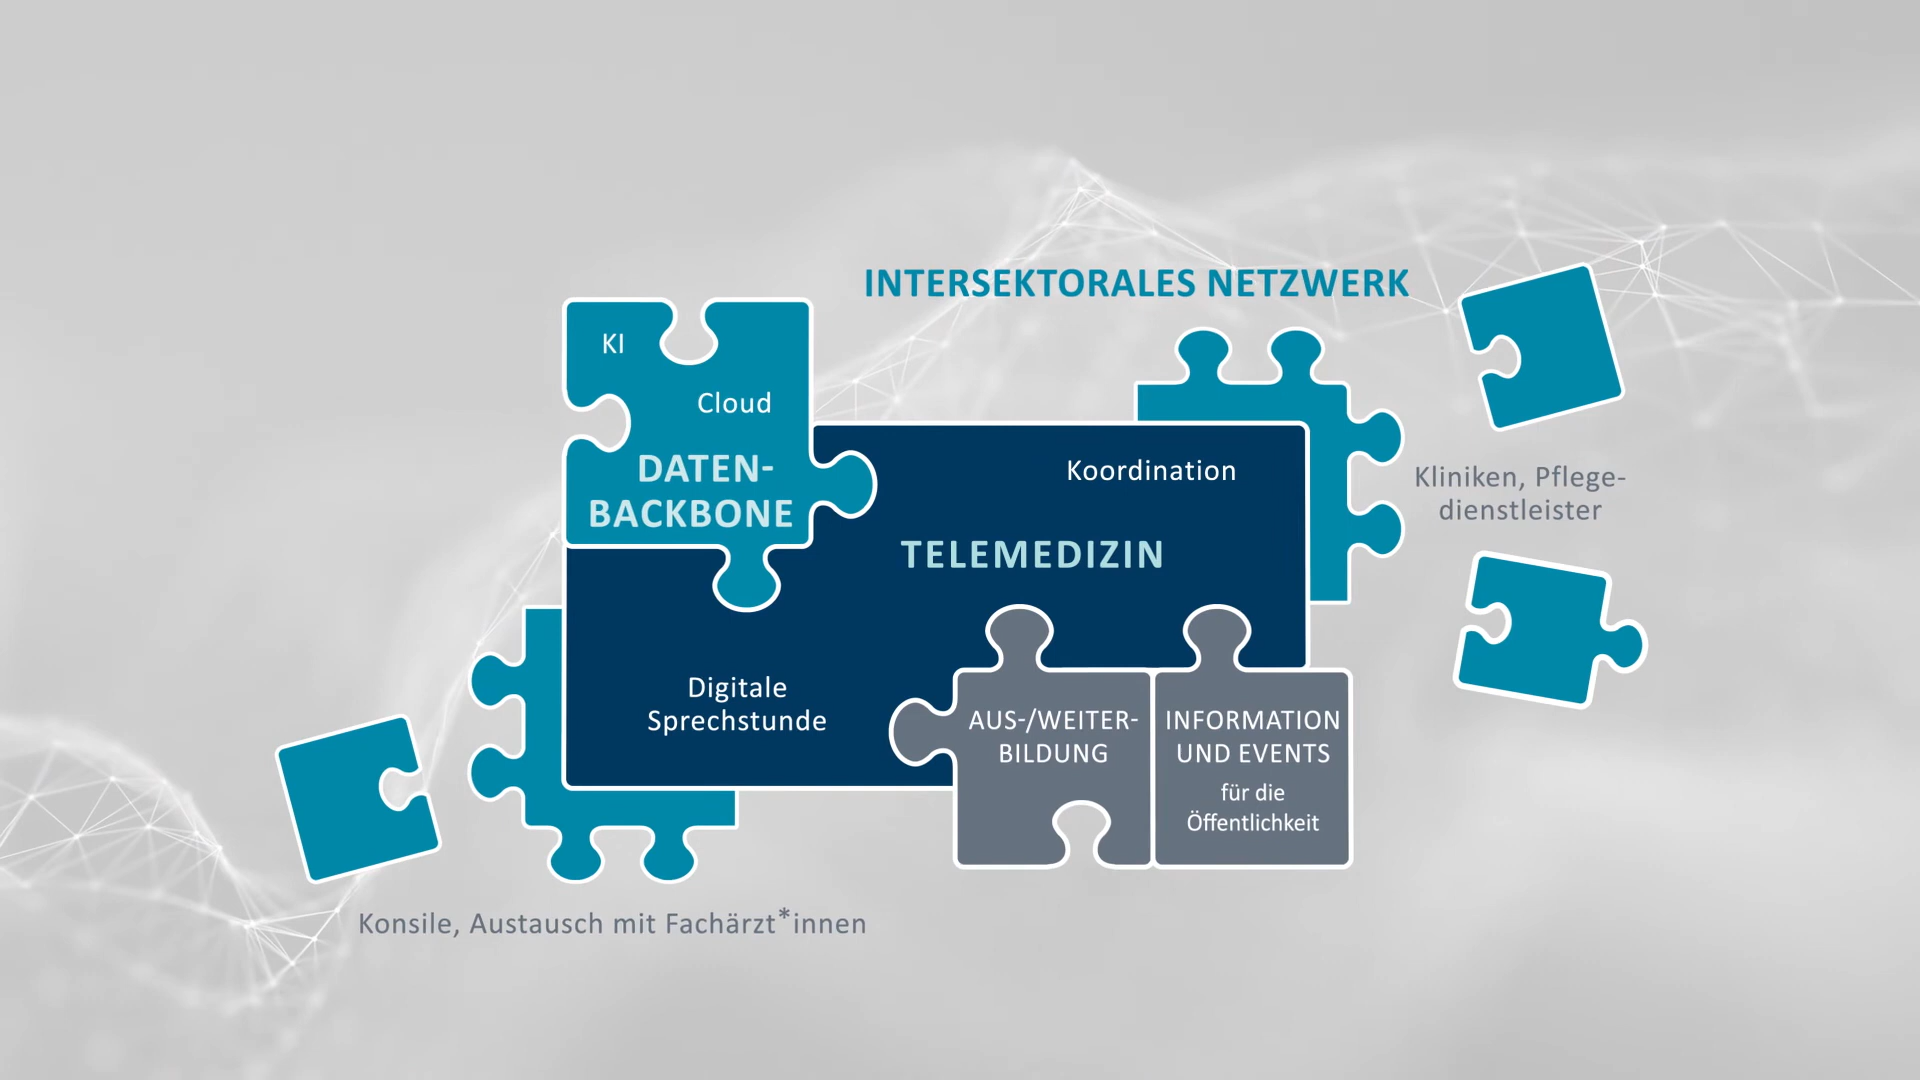 INTERSEKTORALES NETZWERK
KI
Cloud
DATEN-
BACKBONE
Koordination
TELEMEDIZIN
Kliniken, Pflege-
dienstleister
Digitale
Sprechstunde
AUS-/WEITER-
BILDUNG
INFORMATION
UND EVENTS
für die
Öffentlichkeit
Konsile, Austausch mit Fachärzt*innen